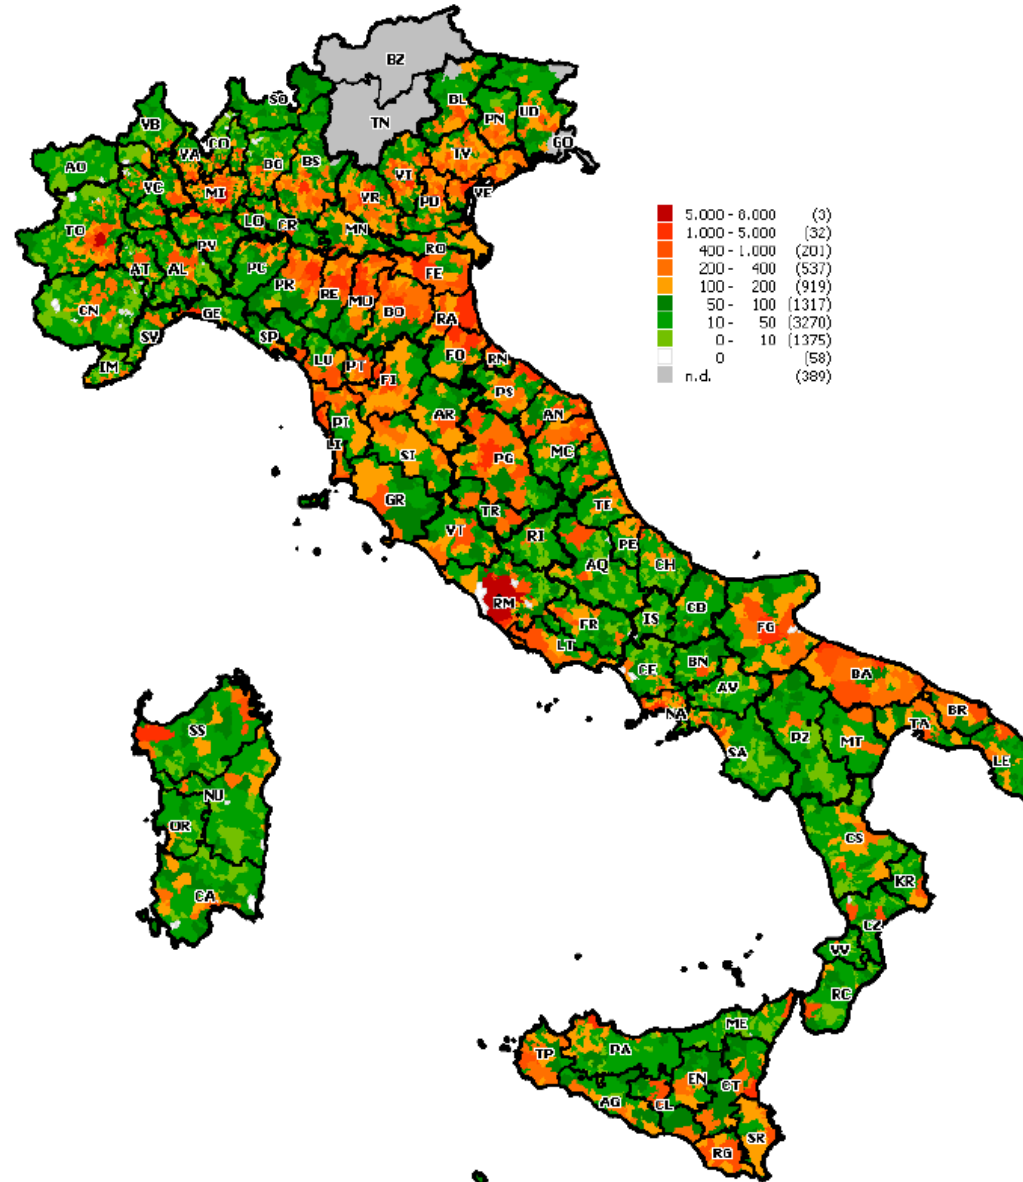 BZ
SO
TN
BL
PN
UD
GO
VB
CO
VA
AO
BG
BS
VI
TV
VE
VC
MI
VR
PD
TO
LO
CR
MN
PV
RO
AT
AL
PC
PR
RE
MO
BO
FE
CN
GE
RA
SV
SP
FO
RN
IM
LU
PT
FI
PS
AR
AN
PI
LI
SI
PG
MC
GR
TR
TE
VT
RI
PE
AQ
CH
RM
CB
FR
IS
FG
LT
CE
BN
BA
AV
NA
BR
TA
SS
PZ
MT
SA
LE
NU
OR
CS
KR
CA
CZ
VV
RC
ME
TP
PA
EN
CT
AG
CL
SR
RG
5.000 - 8.000 (3)
1.000 - 5.000 (32)
400 - 1.000 (201)
200 - 400 (537)
100 - 200 (919)
50 - 100 (1317)
10 - 50 (3270)
0 - 10 (1375)
0 (58)
n.d. (389)